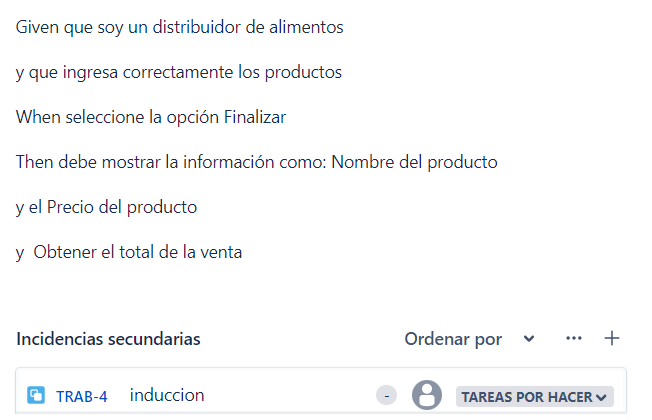 Given que soy un distribuidor de alimentos
y que ingresa correctamente los productos
When seleccione la opción Finalizar
Then debe mostrar la información como: Nombre del producto
y el Precio del producto
y  Obtener el total de la venta
Incidencias secundarias Ordenar por ··· +
TRAB-4 induccion - TAREAS POR HACER